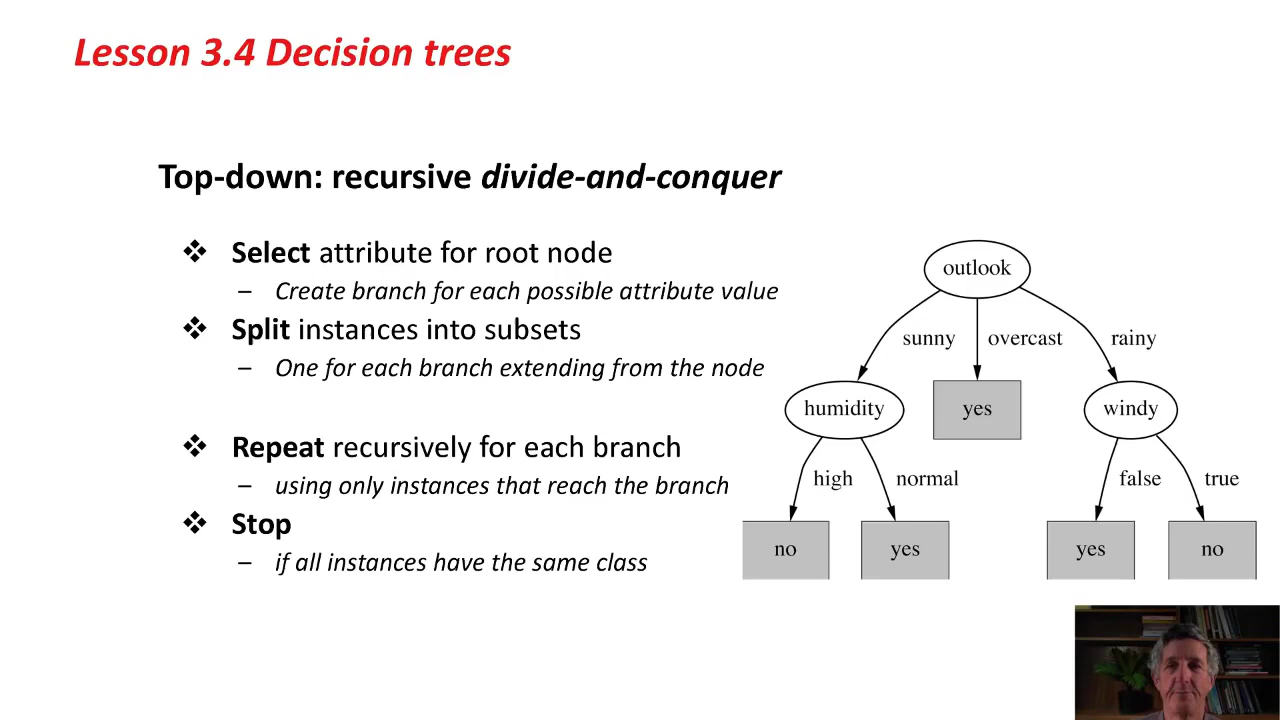 Lesson 3.4 Decision trees
Top-down: recursive divide-and-conquer
❖ Select attribute for root node
– Create branch for each possible attribute value
❖ Split instances into subsets
– One for each branch extending from the node
❖ Repeat recursively for each branch
– using only instances that reach the branch
❖ Stop
– if all instances have the same class
outlook
sunny overcast rainy
humidity yes windy
high normal false true
no yes yes no